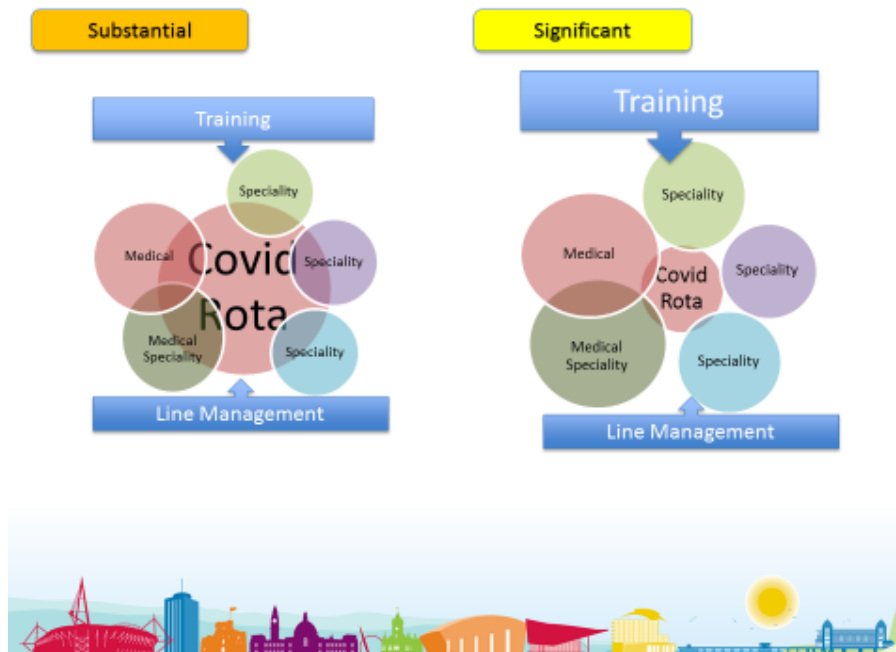 Substantial
Training
Speciality
Medical
Covid
Rota
Speciality
Medical
Speciality
Speciality
Line Management
Significant
Training
Speciality
Medical
Covid
Rota
Speciality
Medical
Speciality
Speciality
Line Management